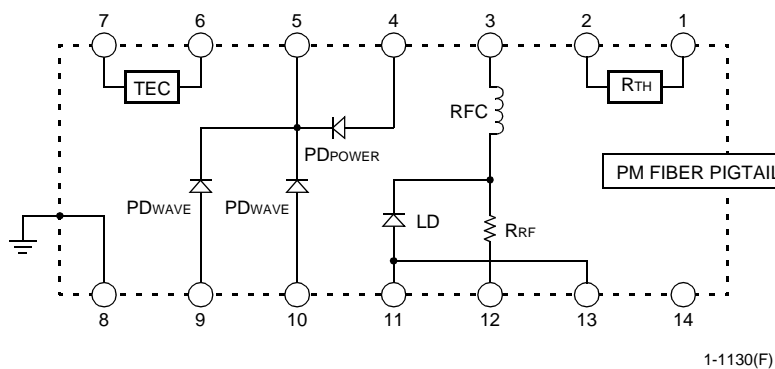 7 6 5 4 3 2 1
TEC
RTH
RFC
PDPOWER
PM FIBER PIGTAIL
PDWAVE PDWAVE
LD RRF
8 9 10 11 12 13 14
1-1130(F)